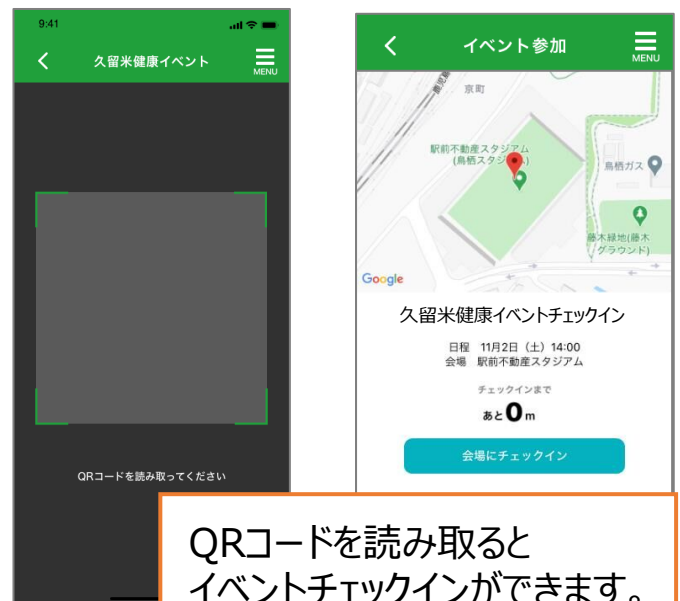 9:41
久留米健康イベント
MENU
QRコードを読み取ってください
イベント参加
MENU
京町
駅前不動産スタジアム
(鳥栖スタジ
鳥栖ガス
藤木緑地(藤木
グラウンド)
Google
久留米健康イベントチェックイン
日程 11月2日（土）14:00
会場 駅前不動産スタジアム
チェックインまで
あと0m
会場にチェックイン
QRコードを読み取ると
イベントチェックインができます。